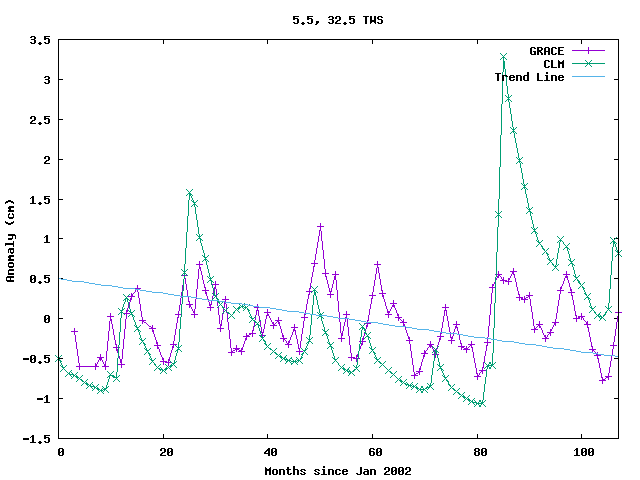 5.5, 32.5 TWS
GRACE
CLM
Trend Line
3.5
3
2.5
2
1.5
1
0.5
0
-0.5
-1
-1.5
Anomaly (cm)
0 20 40 60 80 100
Months since Jan 2002